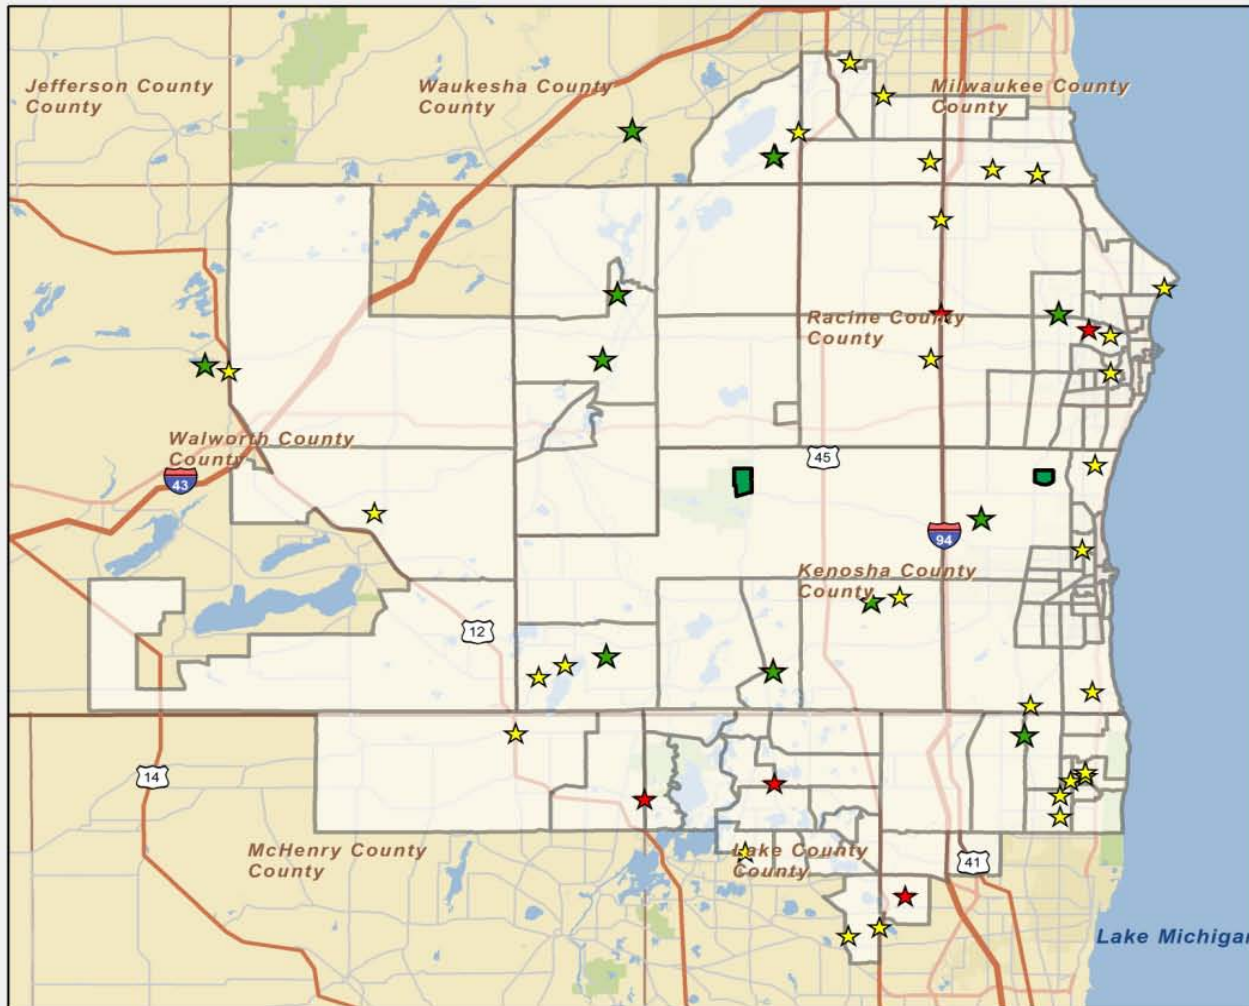 Jefferson County
County
Waukesha County
County
Milwaukee County
County
Racine County
County
Walworth County
County
43
45
94
Kenosha County
County
12
14
McHenry County
County
Lake County
County
41
Lake Michigan